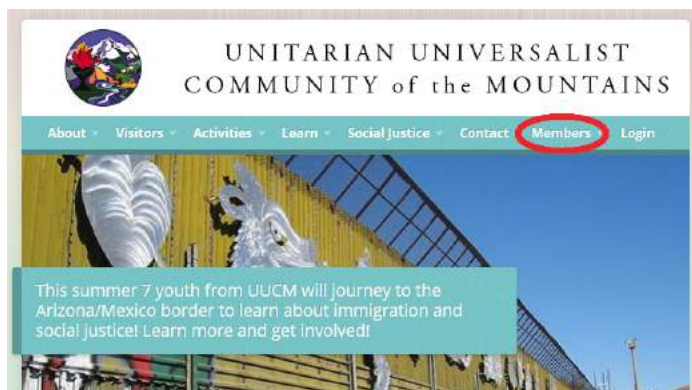 UNITARIAN UNIVERSALIST
COMMUNITY of the MOUNTAINS
About Visitors Activities Learn Social Justice Contact Members Login
This summer 7 youth from UUCM will journey to the
Arizona/Mexico border to learn about immigration and
social justice! Learn more and get involved!